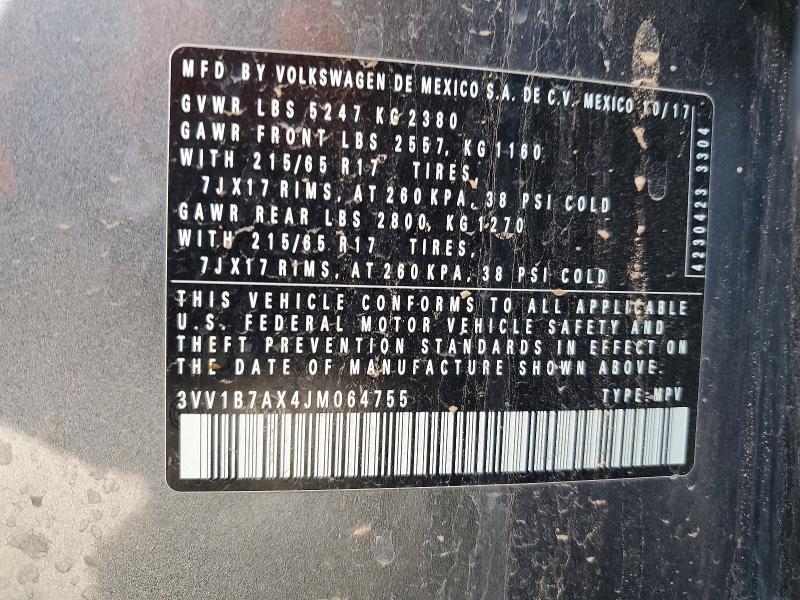 MFD BY VOLKSWAGEN DE MEXICO S.A. DE C.V. MEXICO 10/17
GVWR LBS 5247 KG 2380
GAWR FRONT LBS 2557, KG 1160
WITH 215/65 R17 TIRES,
7JX17 RIMS, AT 260 KPA, 38 PSI COLD
GAWR REAR LBS 2800, KG 1270
WITH 215/65 R17 TIRES,
7JX17 RIMS, AT 260 KPA, 38 PSI COLD
4230423 3304
THIS VEHICLE CONFORMS TO ALL APPLICABLE
U.S. FEDERAL MOTOR VEHICLE SAFETY AND
THEFT PREVENTION STANDARDS IN EFFECT ON
THE DATE OF MANUFACTURE SHOWN ABOVE.
3VV1B7AX4JM064755 TYPE:MPV